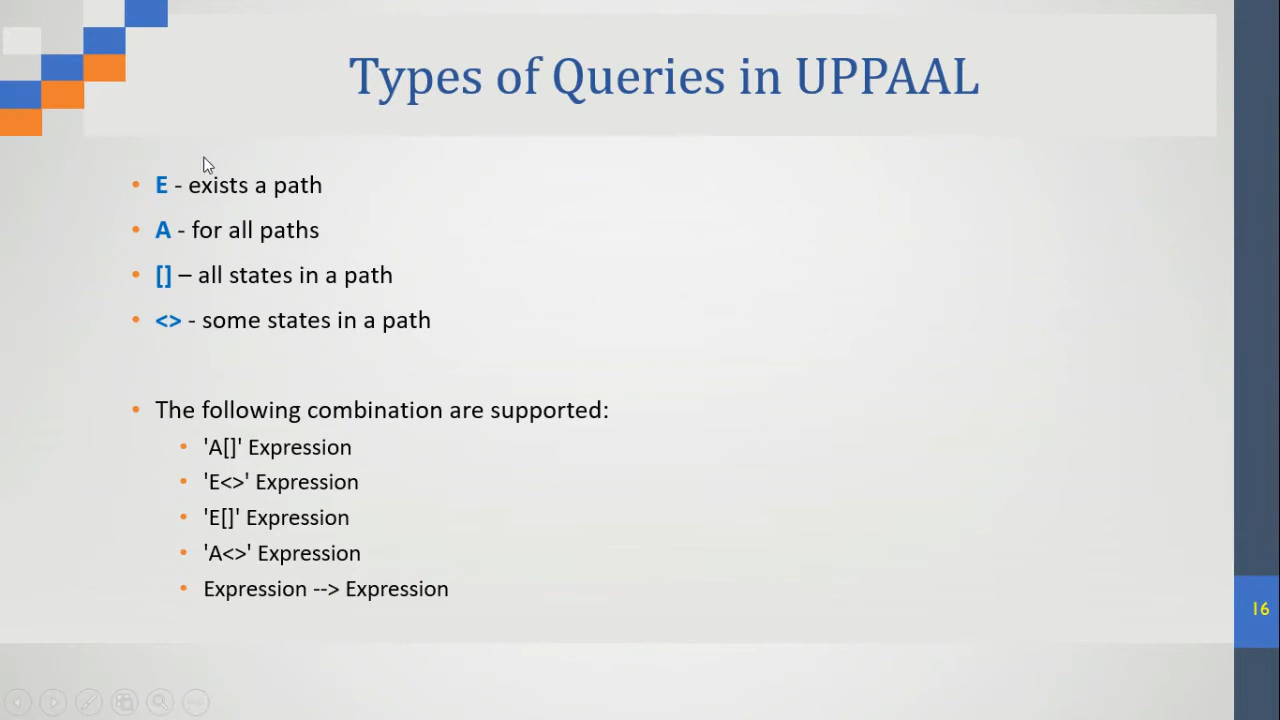 Types of Queries in UPPAAL
• E - exists a path
• A - for all paths
• [] – all states in a path
• <> - some states in a path
• The following combination are supported:
• 'A[]' Expression
• 'E<>' Expression
• 'E[]' Expression
• 'A<>' Expression
• Expression --> Expression
16